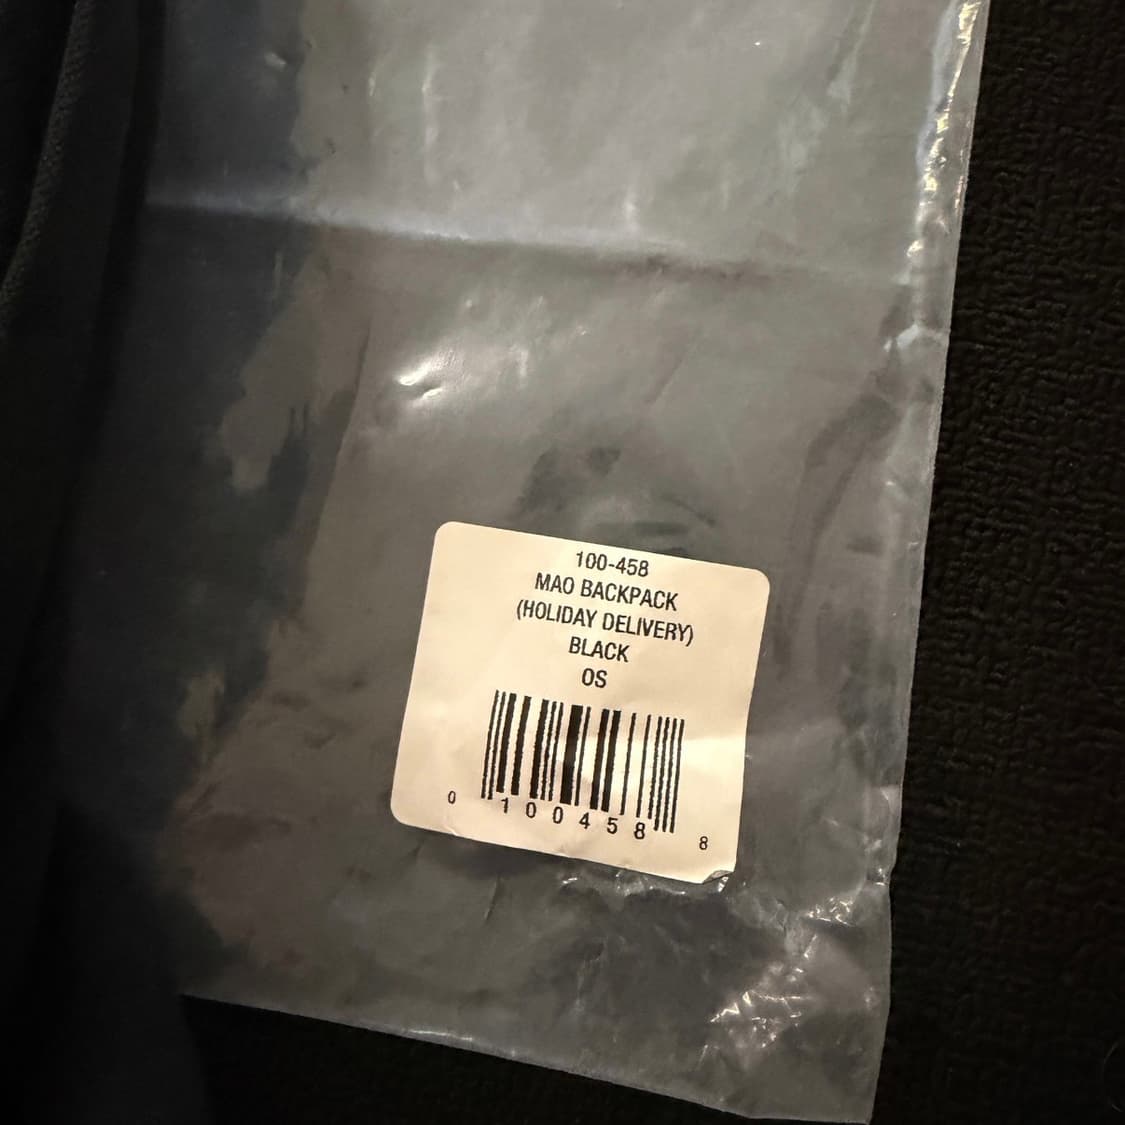 100-458
MAO BACKPACK
(HOLIDAY DELIVERY)
BLACK
OS
0 100458 8